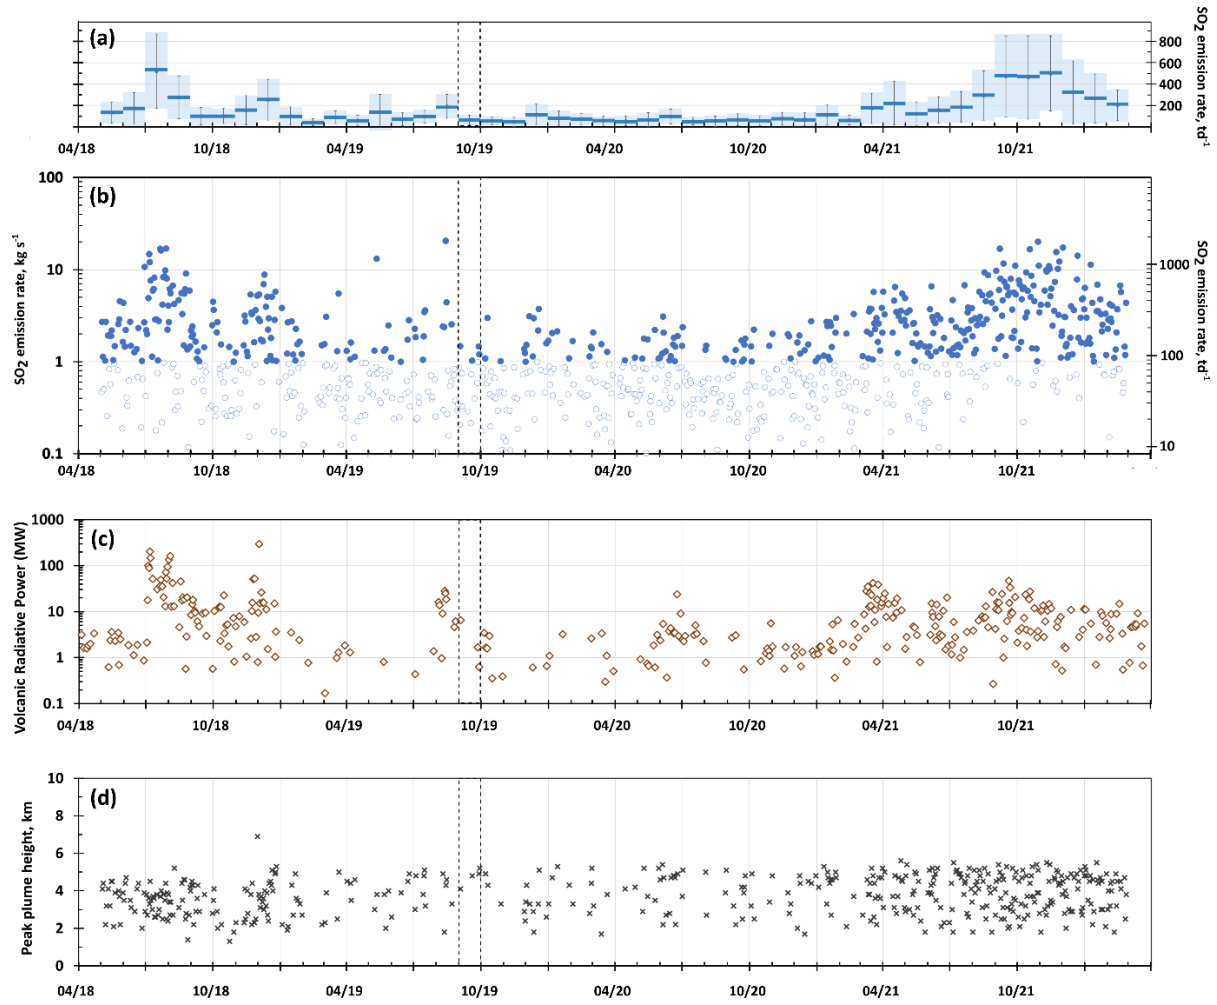 (a)
800
600
400
200
SO2 emission rate, td-1
04/18 10/18 04/19 10/19 04/20 10/20 04/21 10/21
(b)
100
10
1
0.1
SO2 emission rate, kg s-1
1000
100
10
SO2 emission rate, td-1
04/18 10/18 04/19 10/19 04/20 10/20 04/21 10/21
(c)
1000
100
10
1
0.1
Volcanic Radiative Power (MW)
04/18 10/18 04/19 10/19 04/20 10/20 04/21 10/21
(d)
10
8
6
4
2
0
Peak plume height, km
04/18 10/18 04/19 10/19 04/20 10/20 04/21 10/21